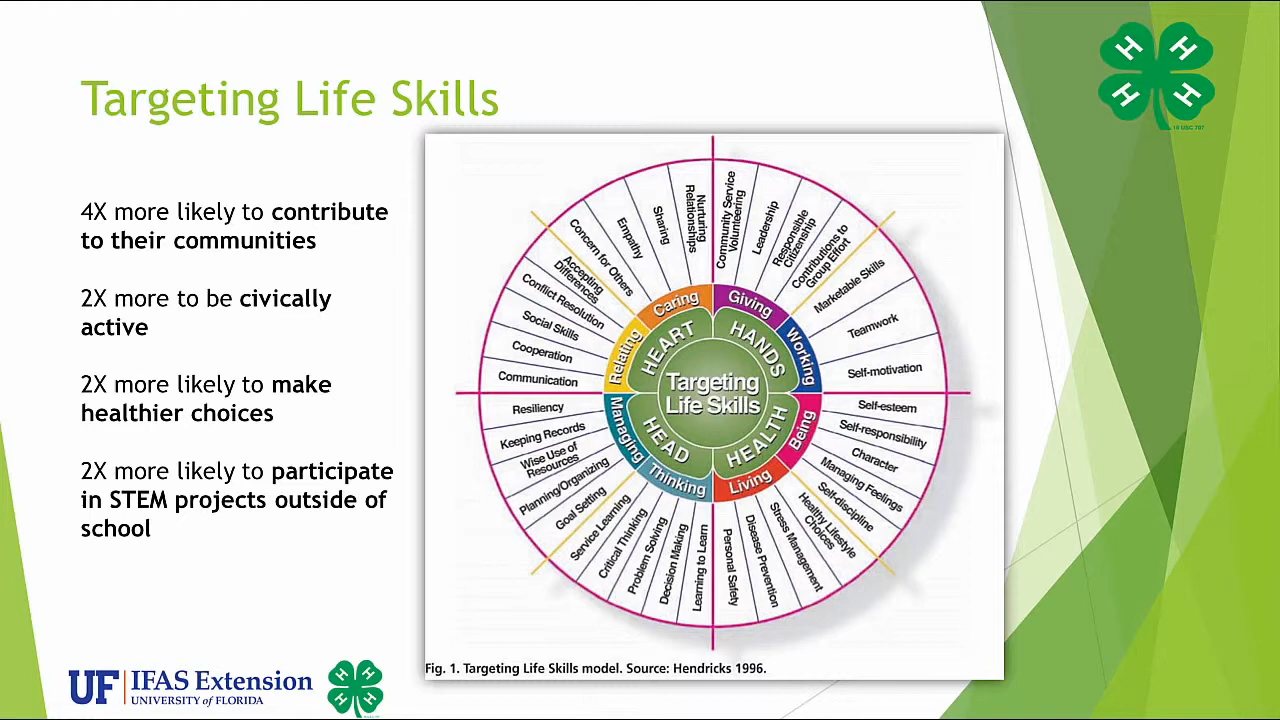 Targeting Life Skills
H H
H H
18 USC 707
4X more likely to contribute
to their communities
2X more to be civically
active
2X more likely to make
healthier choices
2X more likely to participate
in STEM projects outside of
school
Nurturing
Relationships
Sharing
Empathy
Concern for Others
Accepting
Differences
Conflict Resolution
Social Skills
Cooperation
Communication
Community Service
Volunteering
Leadership
Responsible
Citizenship
Contributions to
Group Effort
Marketable Skills
Teamwork
Self-motivation
Caring
Giving
Relating
Working
HEART
HANDS
Targeting
Life Skills
HEAD
HEALTH
Managing
Being
Thinking
Living
Resiliency
Keeping Records
Wise Use of
Resources
Planning/Organizing
Goal Setting
Service Learning
Critical Thinking
Problem Solving
Decision Making
Learning to Learn
Self-esteem
Self-responsibility
Character
Managing Feelings
Self-discipline
Healthy Lifestyle
Choices
Stress Management
Disease Prevention
Personal Safety
Fig. 1. Targeting Life Skills model. Source: Hendricks 1996.
UF IFAS Extension
UNIVERSITY of FLORIDA
H H
H H